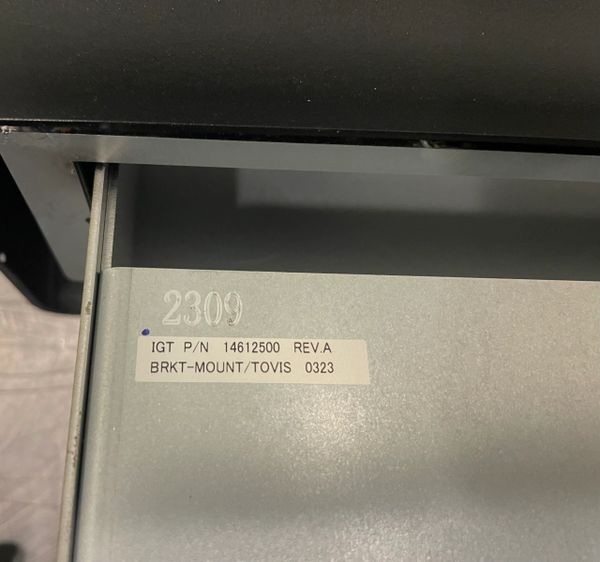 2309
IGT P/N 14612500 REV.A
BRKT-MOUNT/TOVIS 0323